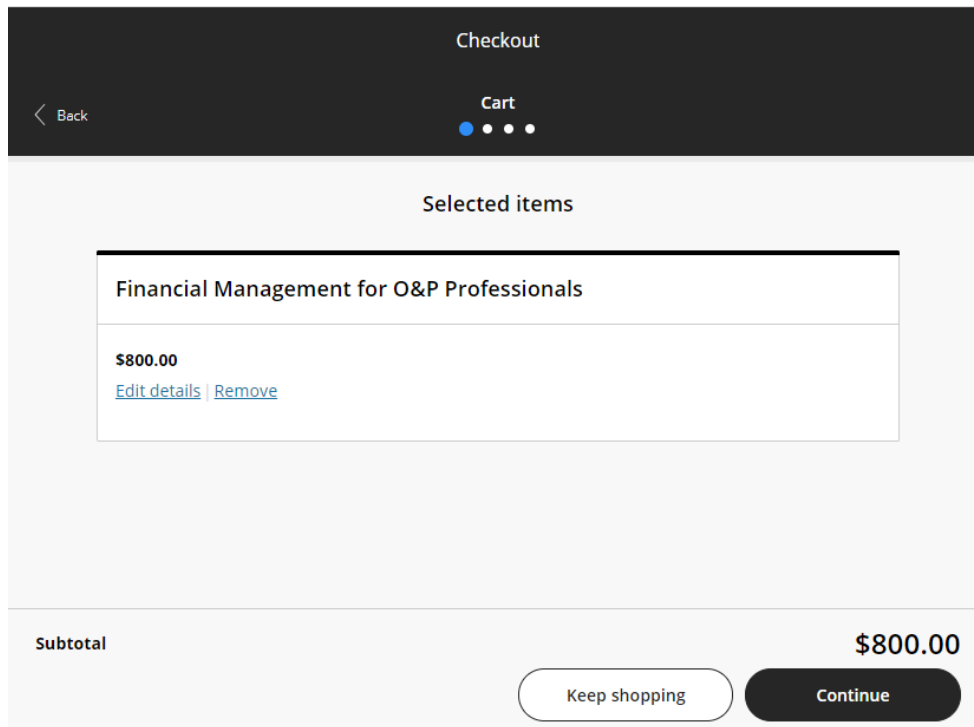 Checkout
Back
Cart
Selected items
Financial Management for O&P Professionals
$800.00
Edit details | Remove
Subtotal
$800.00
Keep shopping
Continue